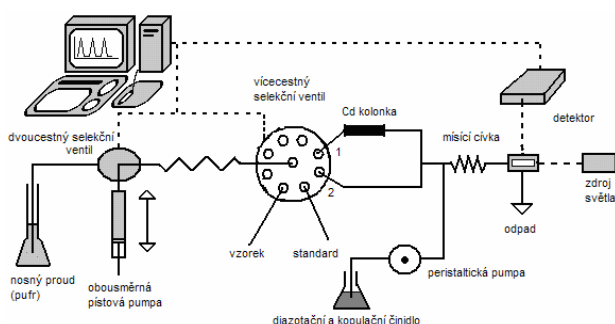 vícecestný
selekční ventil
Cd kolonka
detektor
dvoucestný selekční
ventil
mísící cívka
1
2
zdroj
světla
odpad
vzorek
standard
nosný proud
(pufr)
obousměrná
pístová pumpa
peristaltická pumpa
diazotační a kopulační činidlo